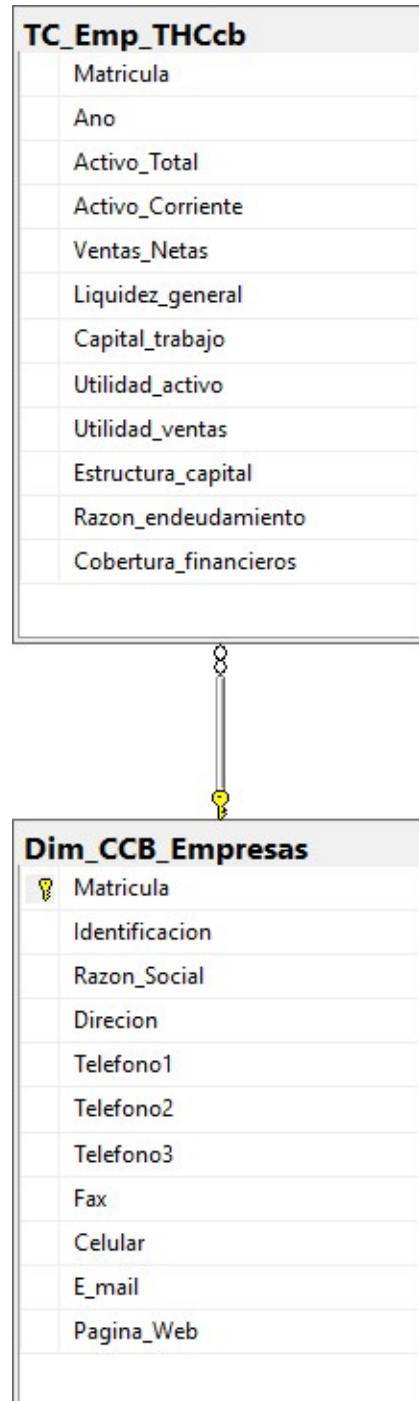 TC_Emp_THCcb
Matricula
Ano
Activo_Total
Activo_Corriente
Ventas_Netas
Liquidez_general
Capital_trabajo
Utilidad_activo
Utilidad_ventas
Estructura_capital
Razon_endeudamiento
Cobertura_financieros
Dim_CCB_Empresas
Matricula
Identificacion
Razon_Social
Direcion
Telefono1
Telefono2
Telefono3
Fax
Celular
E_mail
Pagina_Web